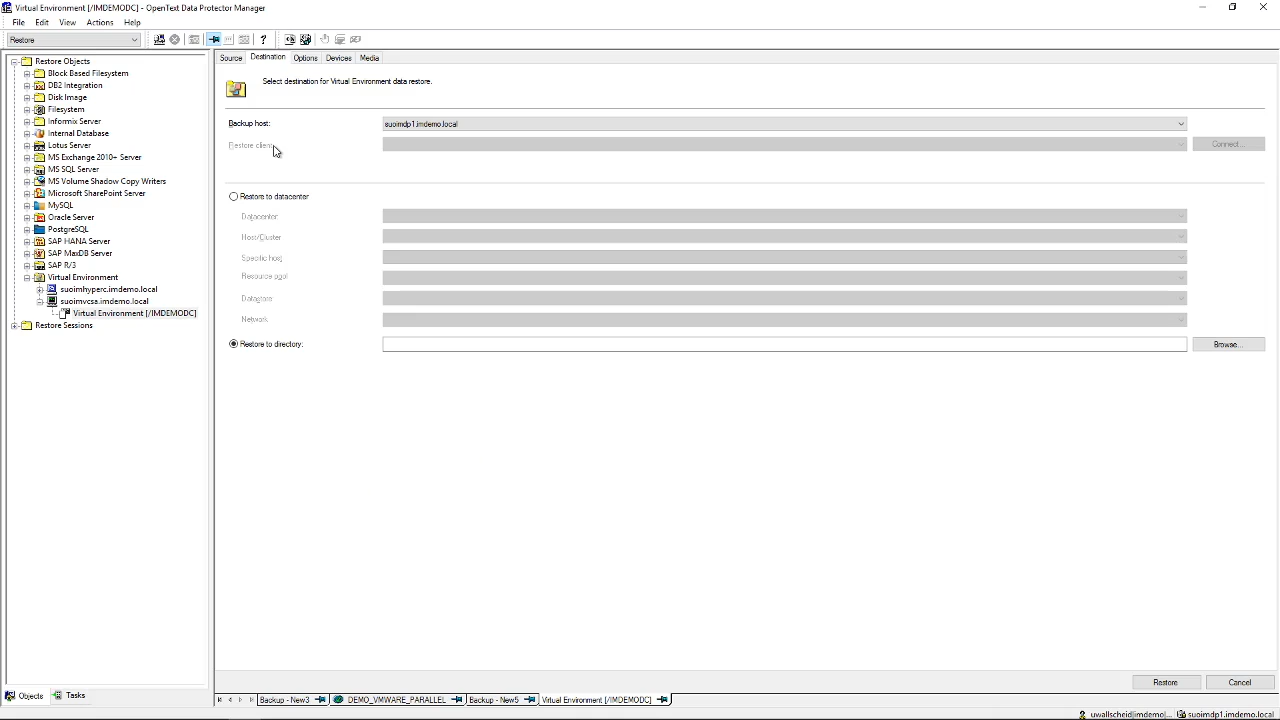 Virtual Environment [/IMDEMODC] - OpenText Data Protector Manager
File Edit View Actions Help
Restore
Restore Objects
Block Based Filesystem
DB2 Integration
Disk Image
Filesystem
Informix Server
Internal Database
Lotus Server
MS Exchange 2010+ Server
MS SQL Server
MS Volume Shadow Copy Writers
Microsoft SharePoint Server
MySQL
Oracle Server
PostgreSQL
SAP HANA Server
SAP MaxDB Server
SAP R/3
Virtual Environment
suoimhyperc.imdemo.local
suoimvcsa.imdemo.local
Virtual Environment [/IMDEMODC]
Restore Sessions
Objects Tasks
Source Destination Options Devices Media
Select destination for Virtual Environment data restore.
Backup host: suoimdp1.imdemo.local
Restore client: Connect...
Restore to datacenter
Datacenter
Host/Cluster
Specific host
Resource pool
Datastore
Network
Restore to directory: Browse...
Restore Cancel
Backup - New3 DEMO_VMWARE_PARALLEL Backup - New5 Virtual Environment [/IMDEMODC]
uwallscheid|imdemo|... suoimdp1.imdemo.local